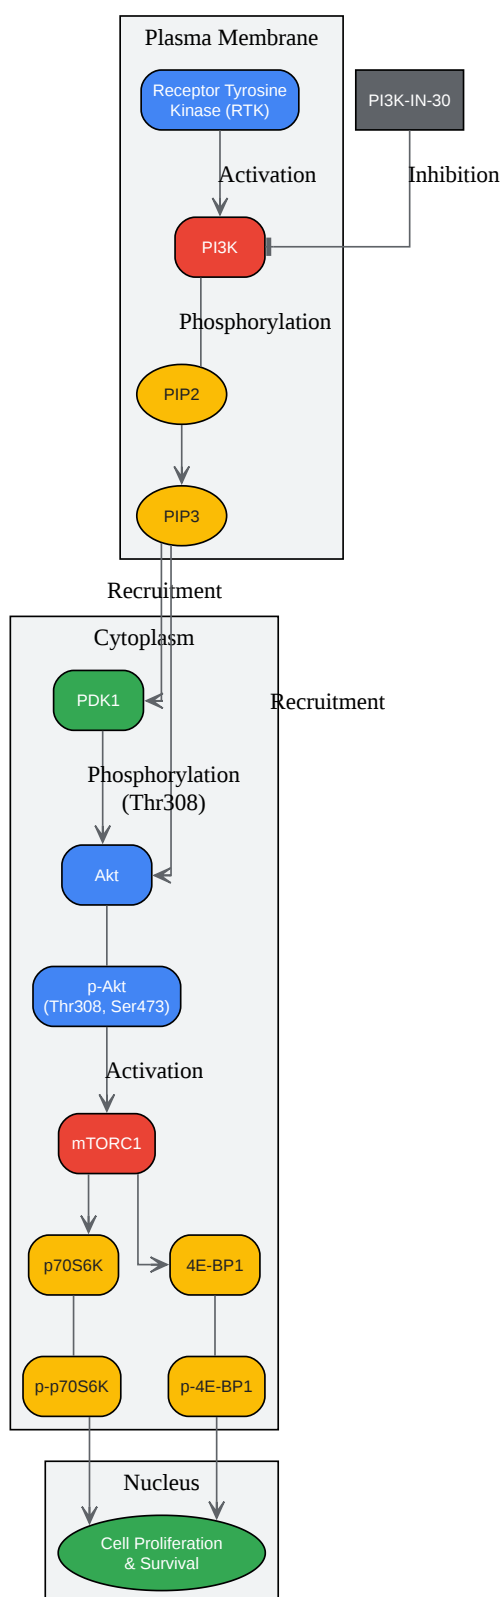 Plasma Membrane
Receptor Tyrosine
Kinase (RTK)
PI3K-IN-30
Activation
Inhibition
PI3K
Phosphorylation
PIP2
PIP3
Recruitment
Cytoplasm
PDK1
Recruitment
Phosphorylation
(Thr308)
Akt
p-Akt
(Thr308, Ser473)
Activation
mTORC1
p70S6K
4E-BP1
p-p70S6K
p-4E-BP1
Nucleus
Cell Proliferation
& Survival